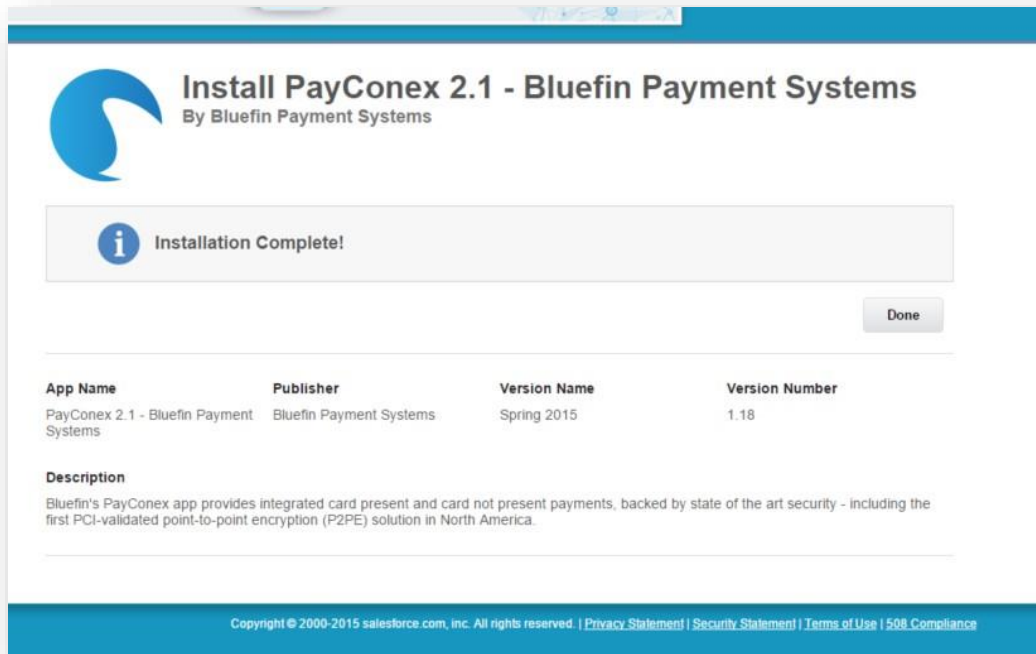 Install PayConex 2.1 - Bluefin Payment Systems
By Bluefin Payment Systems
Installation Complete!
Done
App Name
Publisher
Version Name
Version Number
PayConex 2.1 - Bluefin Payment
Systems
Bluefin Payment Systems
Spring 2015
1.18
Description
Bluefin's PayConex app provides integrated card present and card not present payments, backed by state of the art security - including the
first PCI-validated point-to-point encryption (P2PE) solution in North America.
Copyright © 2000-2015 salesforce.com, inc. All rights reserved. | Privacy Statement | Security Statement | Terms of Use | 508 Compliance